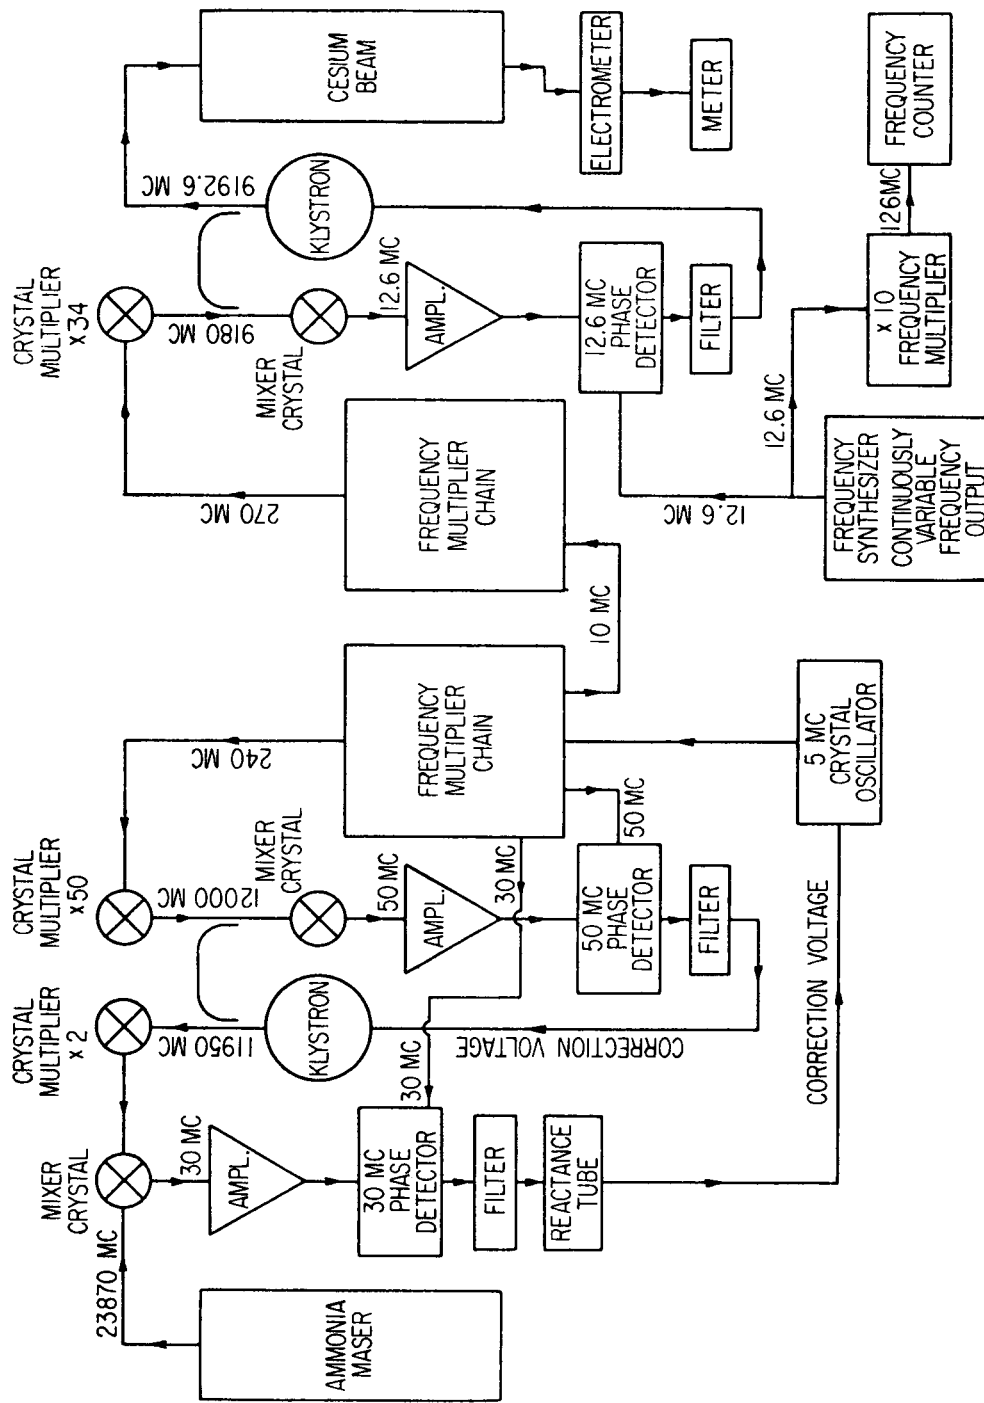 MIXER
CRYSTAL
CRYSTAL
MULTIPLIER
x 2
CRYSTAL
MULTIPLIER
x50
CRYSTAL
MULTIPLIER
x34
23870 MC
30 MC
11950 MC
12000 MC
MIXER
CRYSTAL
240 MC
270 MC
9180 MC
MIXER
CRYSTAL
9192.6 MC
AMMONIA
MASER
AMPL.
KLYSTRON
50 MC
AMPL.
KLYSTRON
12.6 MC
AMPL.
CESIUM
BEAM
30 MC
PHASE
DETECTOR
30 MC
30 MC
FREQUENCY
MULTIPLIER
CHAIN
FREQUENCY
MULTIPLIER
CHAIN
FILTER
REACTANCE
TUBE
CORRECTION VOLTAGE
50 MC
PHASE
DETECTOR
50 MC
FILTER
10 MC
12.6 MC
PHASE
DETECTOR
FILTER
ELECTROMETER
METER
CORRECTION VOLTAGE
5 MC
CRYSTAL
OSCILLATOR
12.6 MC
12.6 MC
FREQUENCY
SYNTHESIZER
CONTINUOUSLY
VARIABLE
FREQUENCY
OUTPUT
x 10
FREQUENCY
MULTIPLIER
126MC
FREQUENCY
COUNTER